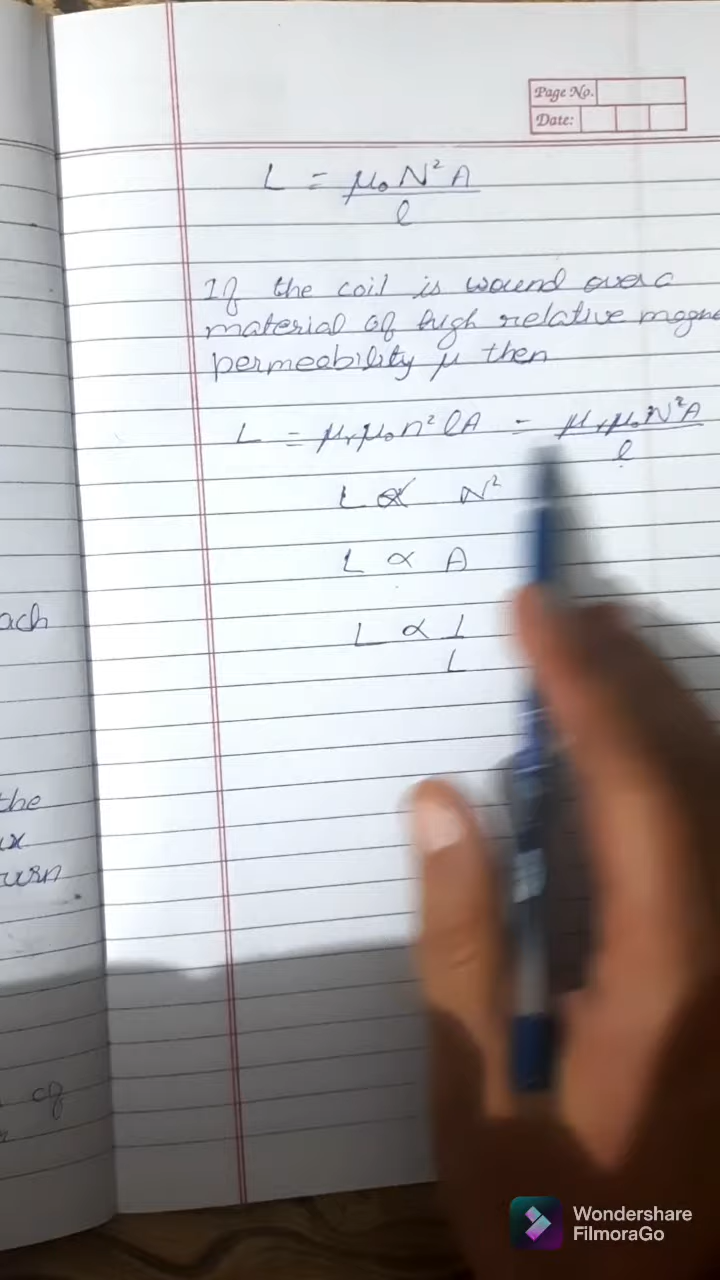 Page No.
Date:
L = μ₀N²A
l
If the coil is wound over a
material of high relative magne
permeability μ then
L = μᵣμ₀n²lA = μᵣμ₀N²A
l
L ∝ N²
L ∝ A
L ∝ 1
L
ach
the
ux
urn
of
Wondershare
FilmoraGo